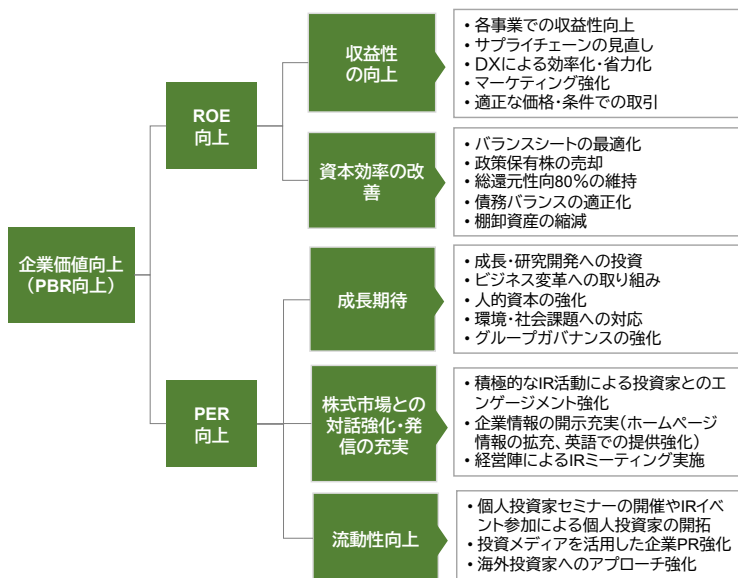 企業価値向上
（PBR向上）
ROE
向上
収益性
の向上
・各事業での収益性向上
・サプライチェーンの見直し
・DXによる効率化・省力化
・マーケティング強化
・適正な価格・条件での取引
資本効率の改
善
・バランスシートの最適化
・政策保有株の売却
・総還元性向80％の維持
・債務バランスの適正化
・棚卸資産の縮減
PER
向上
成長期待
・成長・研究開発への投資
・ビジネス変革への取り組み
・人的資本の強化
・環境・社会課題への対応
・グループガバナンスの強化
株式市場との
対話強化・発
信の充実
・積極的なIR活動による投資家とのエ
ンゲージメント強化
・企業情報の開示充実（ホームページ
情報の拡充、英語での提供強化）
・経営陣によるIRミーティング実施
流動性向上
・個人投資家セミナーの開催やIRイベ
ント参加による個人投資家の開拓
・投資メディアを活用した企業PR強化
・海外投資家へのアプローチ強化